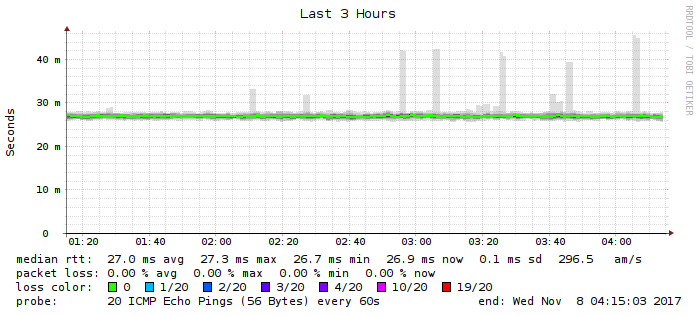 Last 3 Hours
RRDTOOL / TOBI OETIKER
Seconds
40 m
30 m
20 m
10 m
0
01:20 01:40 02:00 02:20 02:40 03:00 03:20 03:40 04:00
median rtt: 27.0 ms avg 27.3 ms max 26.7 ms min 26.9 ms now 0.1 ms sd 296.5 am/s
packet loss: 0.00 % avg 0.00 % max 0.00 % min 0.00 % now
loss color: 0 1/20 2/20 3/20 4/20 10/20 19/20
probe: 20 ICMP Echo Pings (56 Bytes) every 60s end: Wed Nov 8 04:15:03 2017